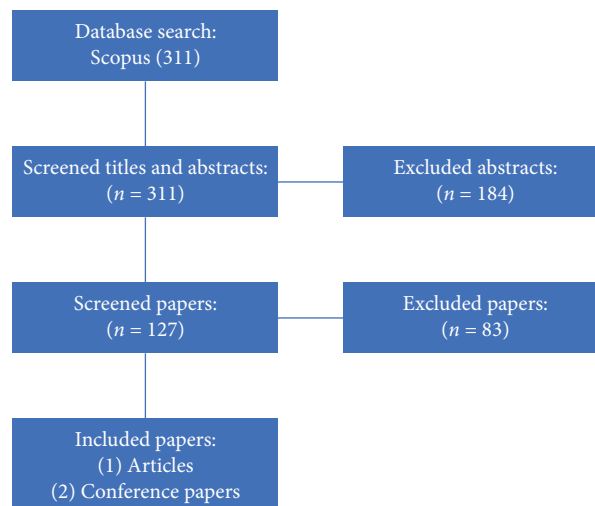 Database search:
Scopus (311)
Screened titles and abstracts:
(n = 311)
Excluded abstracts:
(n = 184)
Screened papers:
(n = 127)
Excluded papers:
(n = 83)
Included papers:
(1) Articles
(2) Conference papers